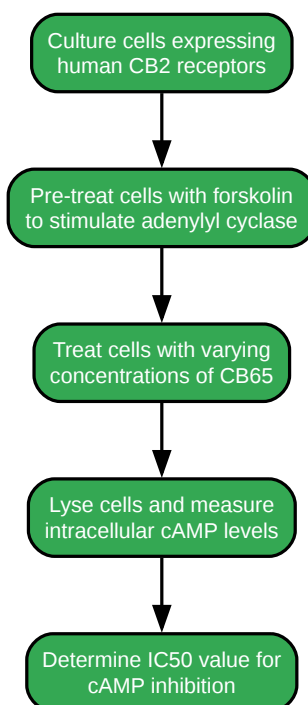 Culture cells expressing
human CB2 receptors
Pre-treat cells with forskolin
to stimulate adenylyl cyclase
Treat cells with varying
concentrations of CB65
Lyse cells and measure
intracellular cAMP levels
Determine IC50 value for
cAMP inhibition